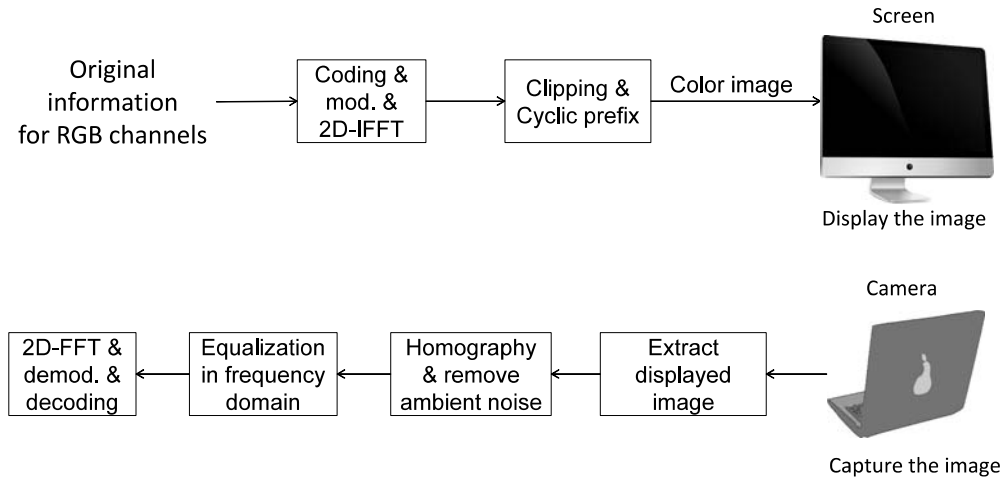 Screen
Original
information
for RGB channels
Coding &
mod. &
2D-IFFT
Clipping &
Cyclic prefix
Color image
Display the image
Camera
2D-FFT &
demod. &
decoding
Equalization
in frequency
domain
Homography
& remove
ambient noise
Extract
displayed
image
Capture the image